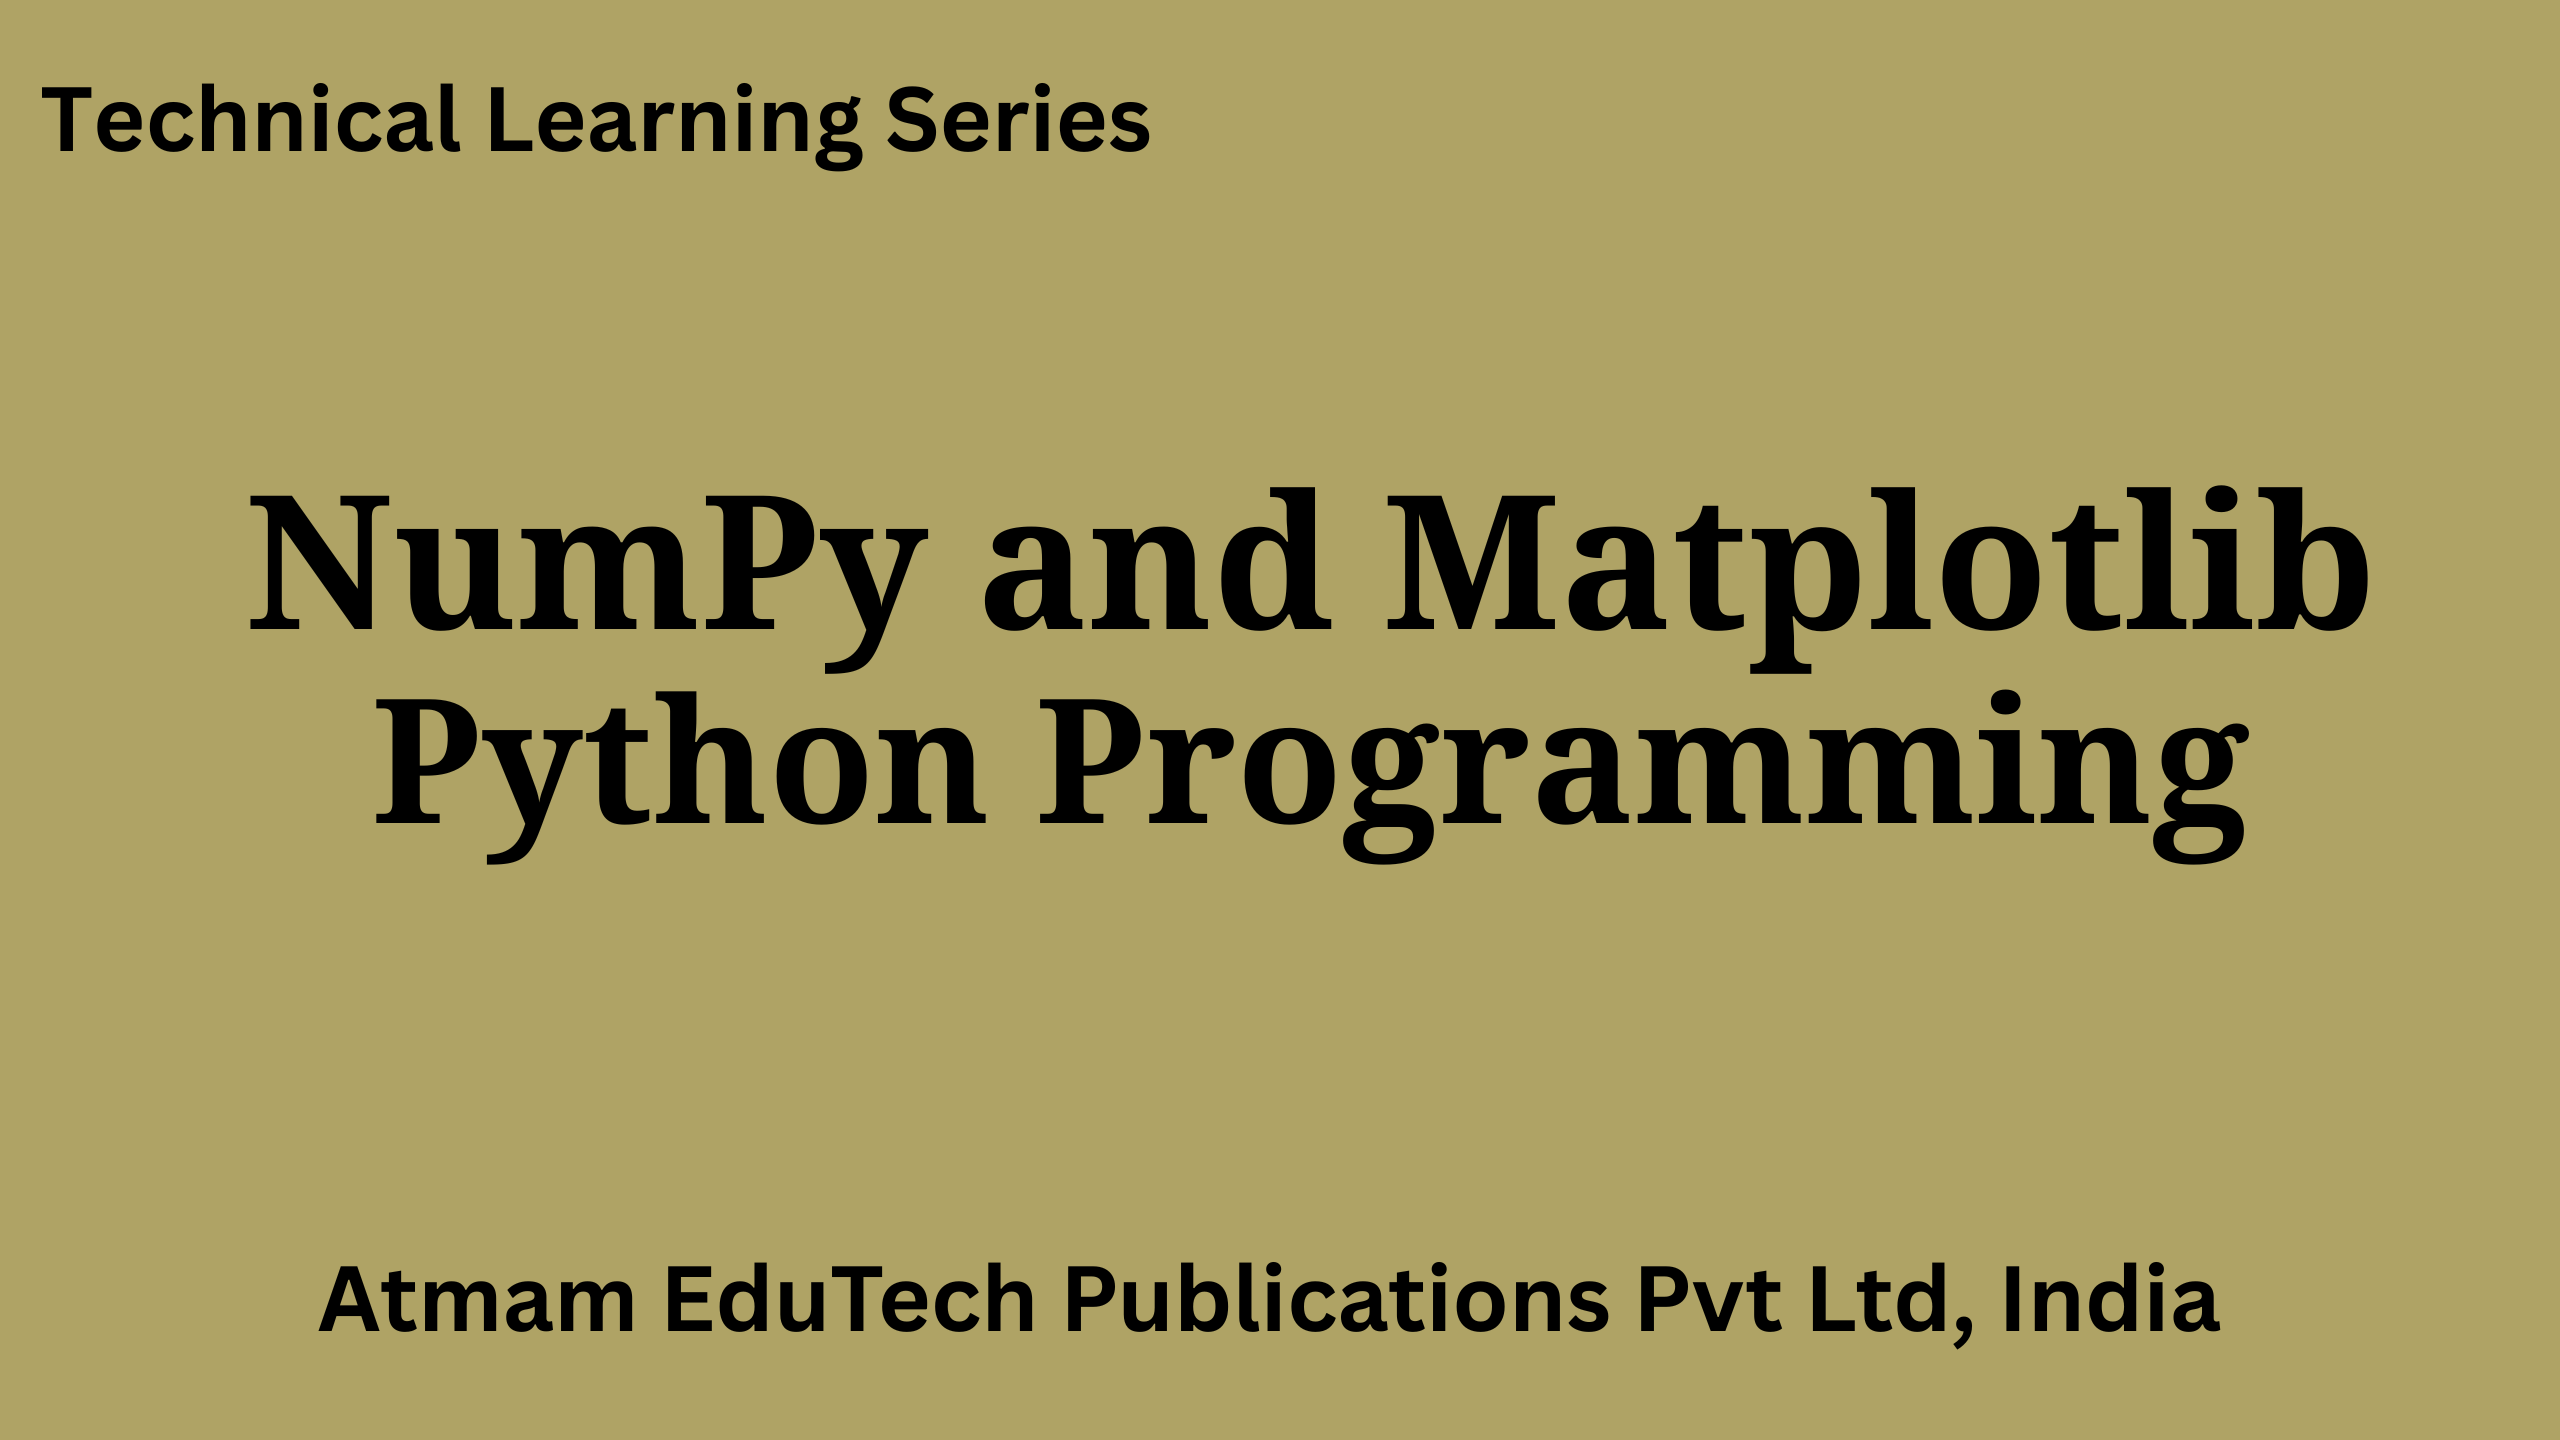 Technical Learning Series
NumPy and Matplotlib
Python Programming
Atmam EduTech Publications Pvt Ltd, India